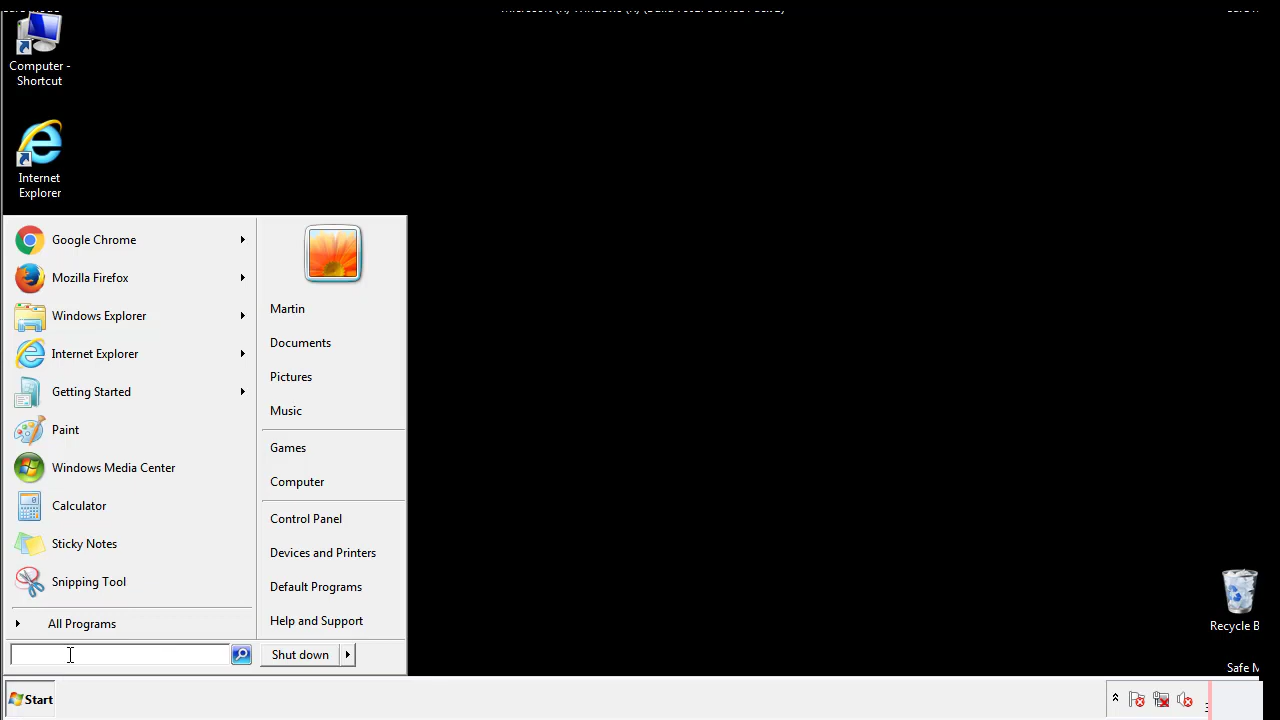 Computer -
Shortcut
Internet
Explorer
Google Chrome
Mozilla Firefox
Windows Explorer
Internet Explorer
Getting Started
Paint
Windows Media Center
Calculator
Sticky Notes
Snipping Tool
All Programs
Martin
Documents
Pictures
Music
Games
Computer
Control Panel
Devices and Printers
Default Programs
Help and Support
Shut down
Recycle B
Safe M
Start